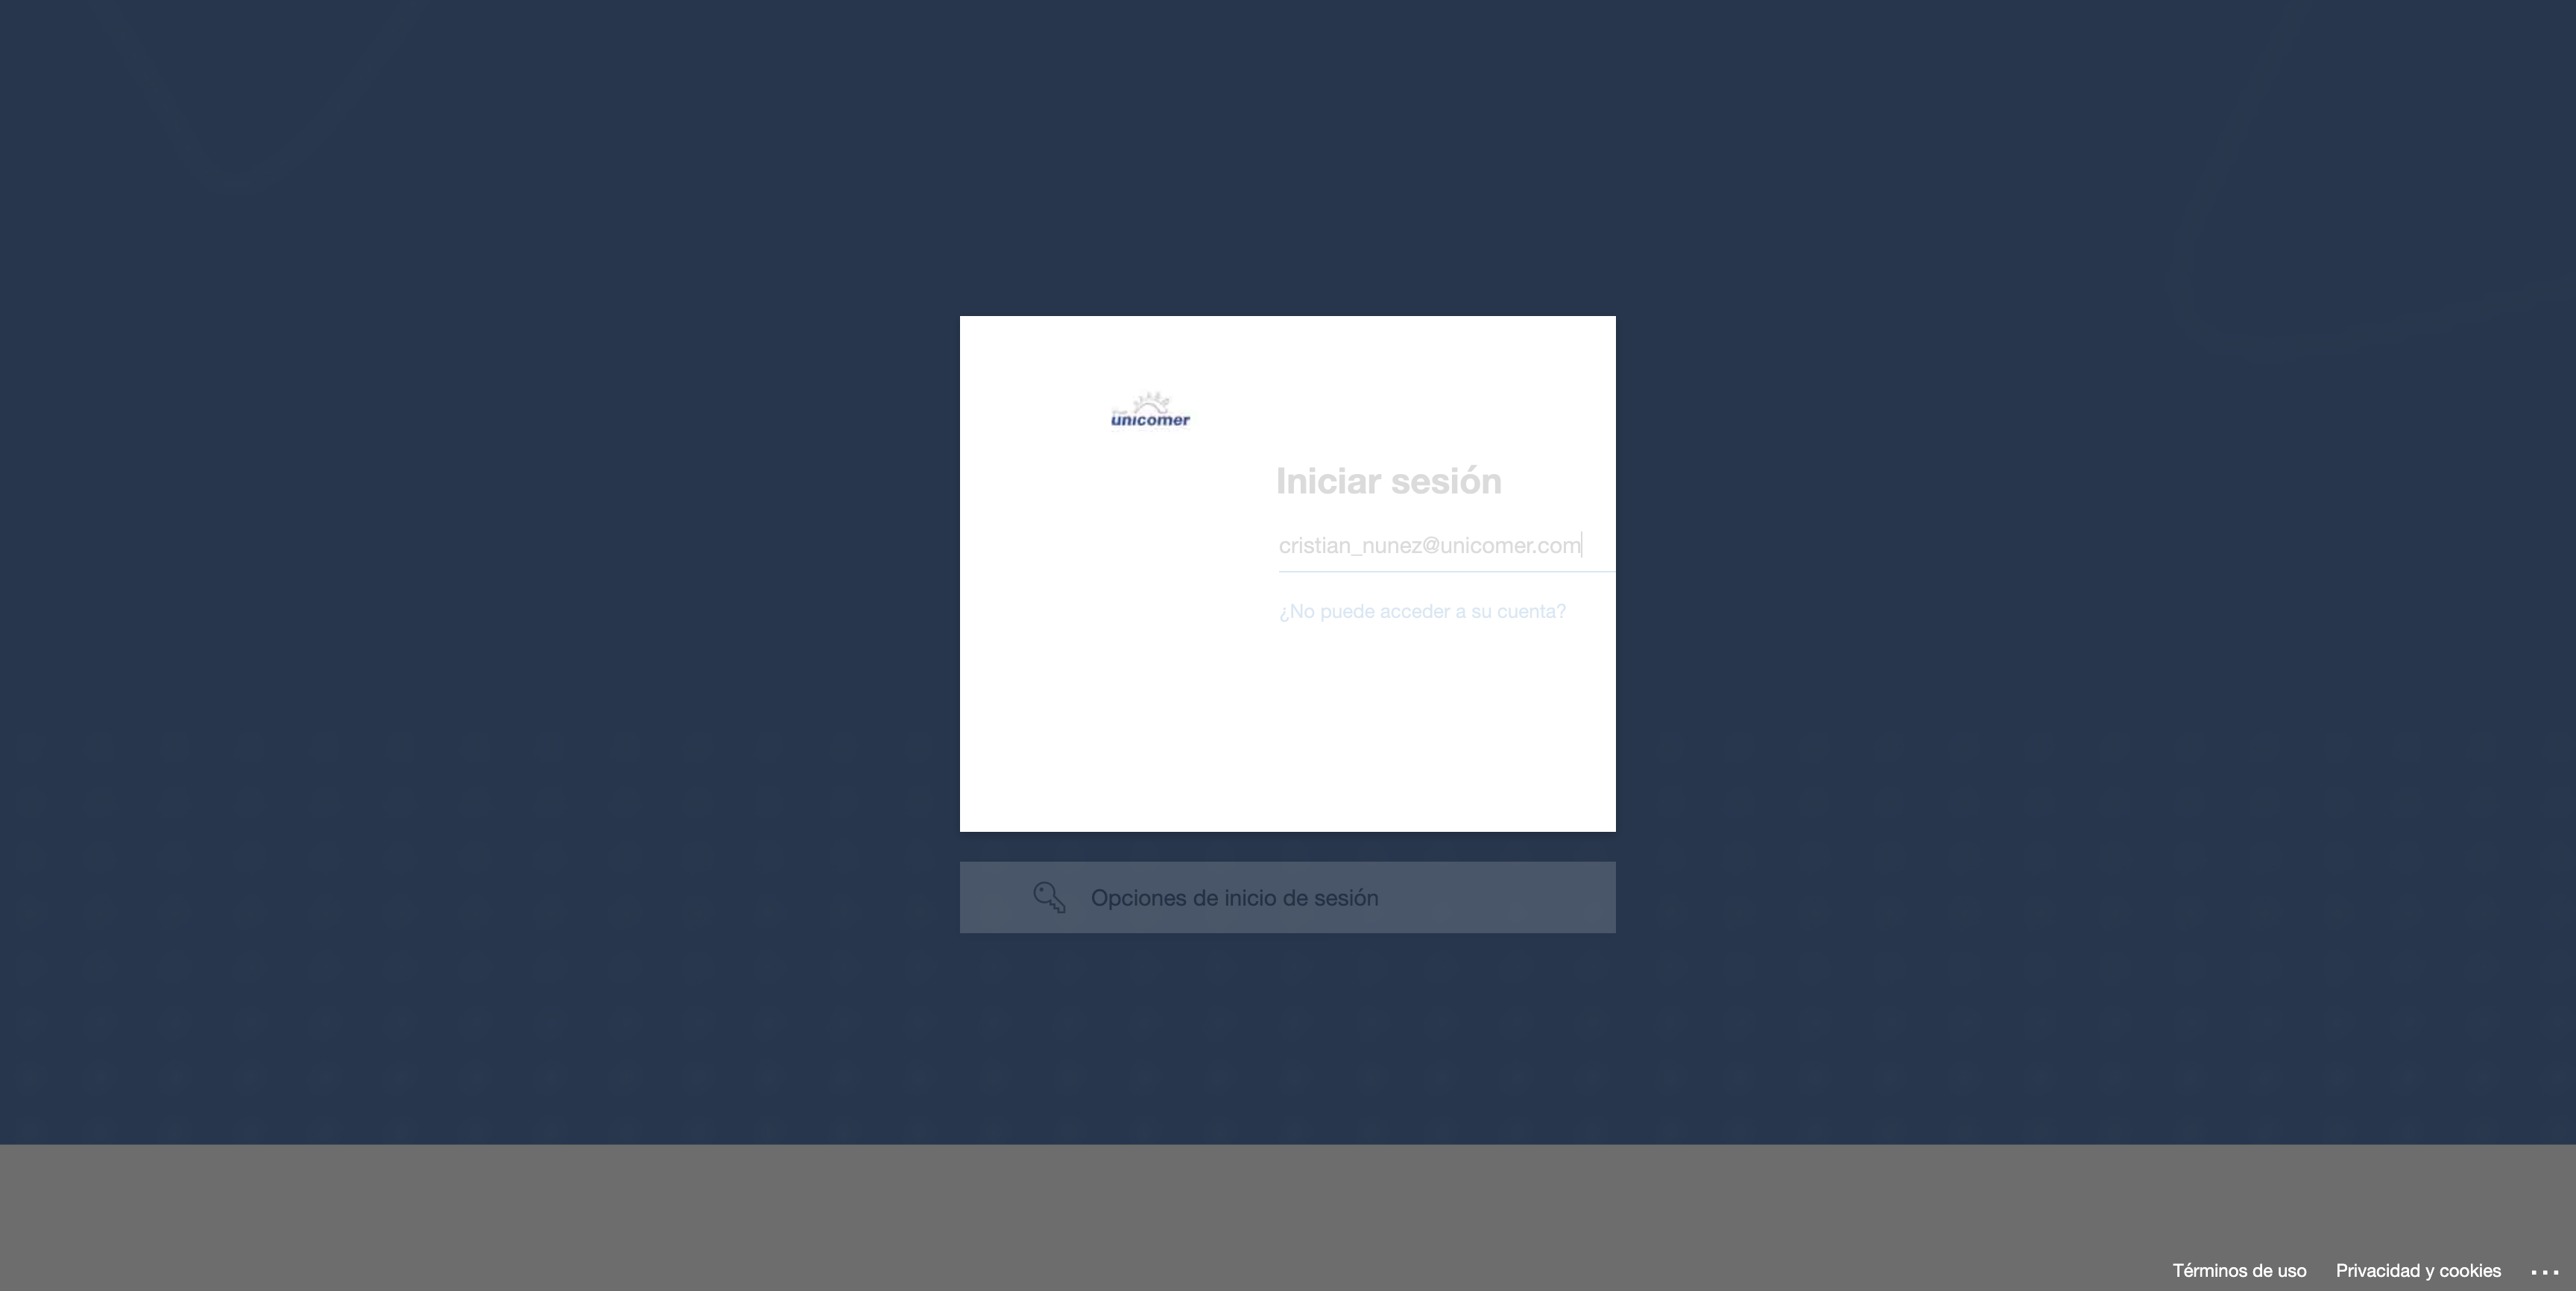 unicomer
Iniciar sesión
cristian_nunez@unicomer.com
¿No puede acceder a su cuenta?
Opciones de inicio de sesión
Términos de uso Privacidad y cookies ...